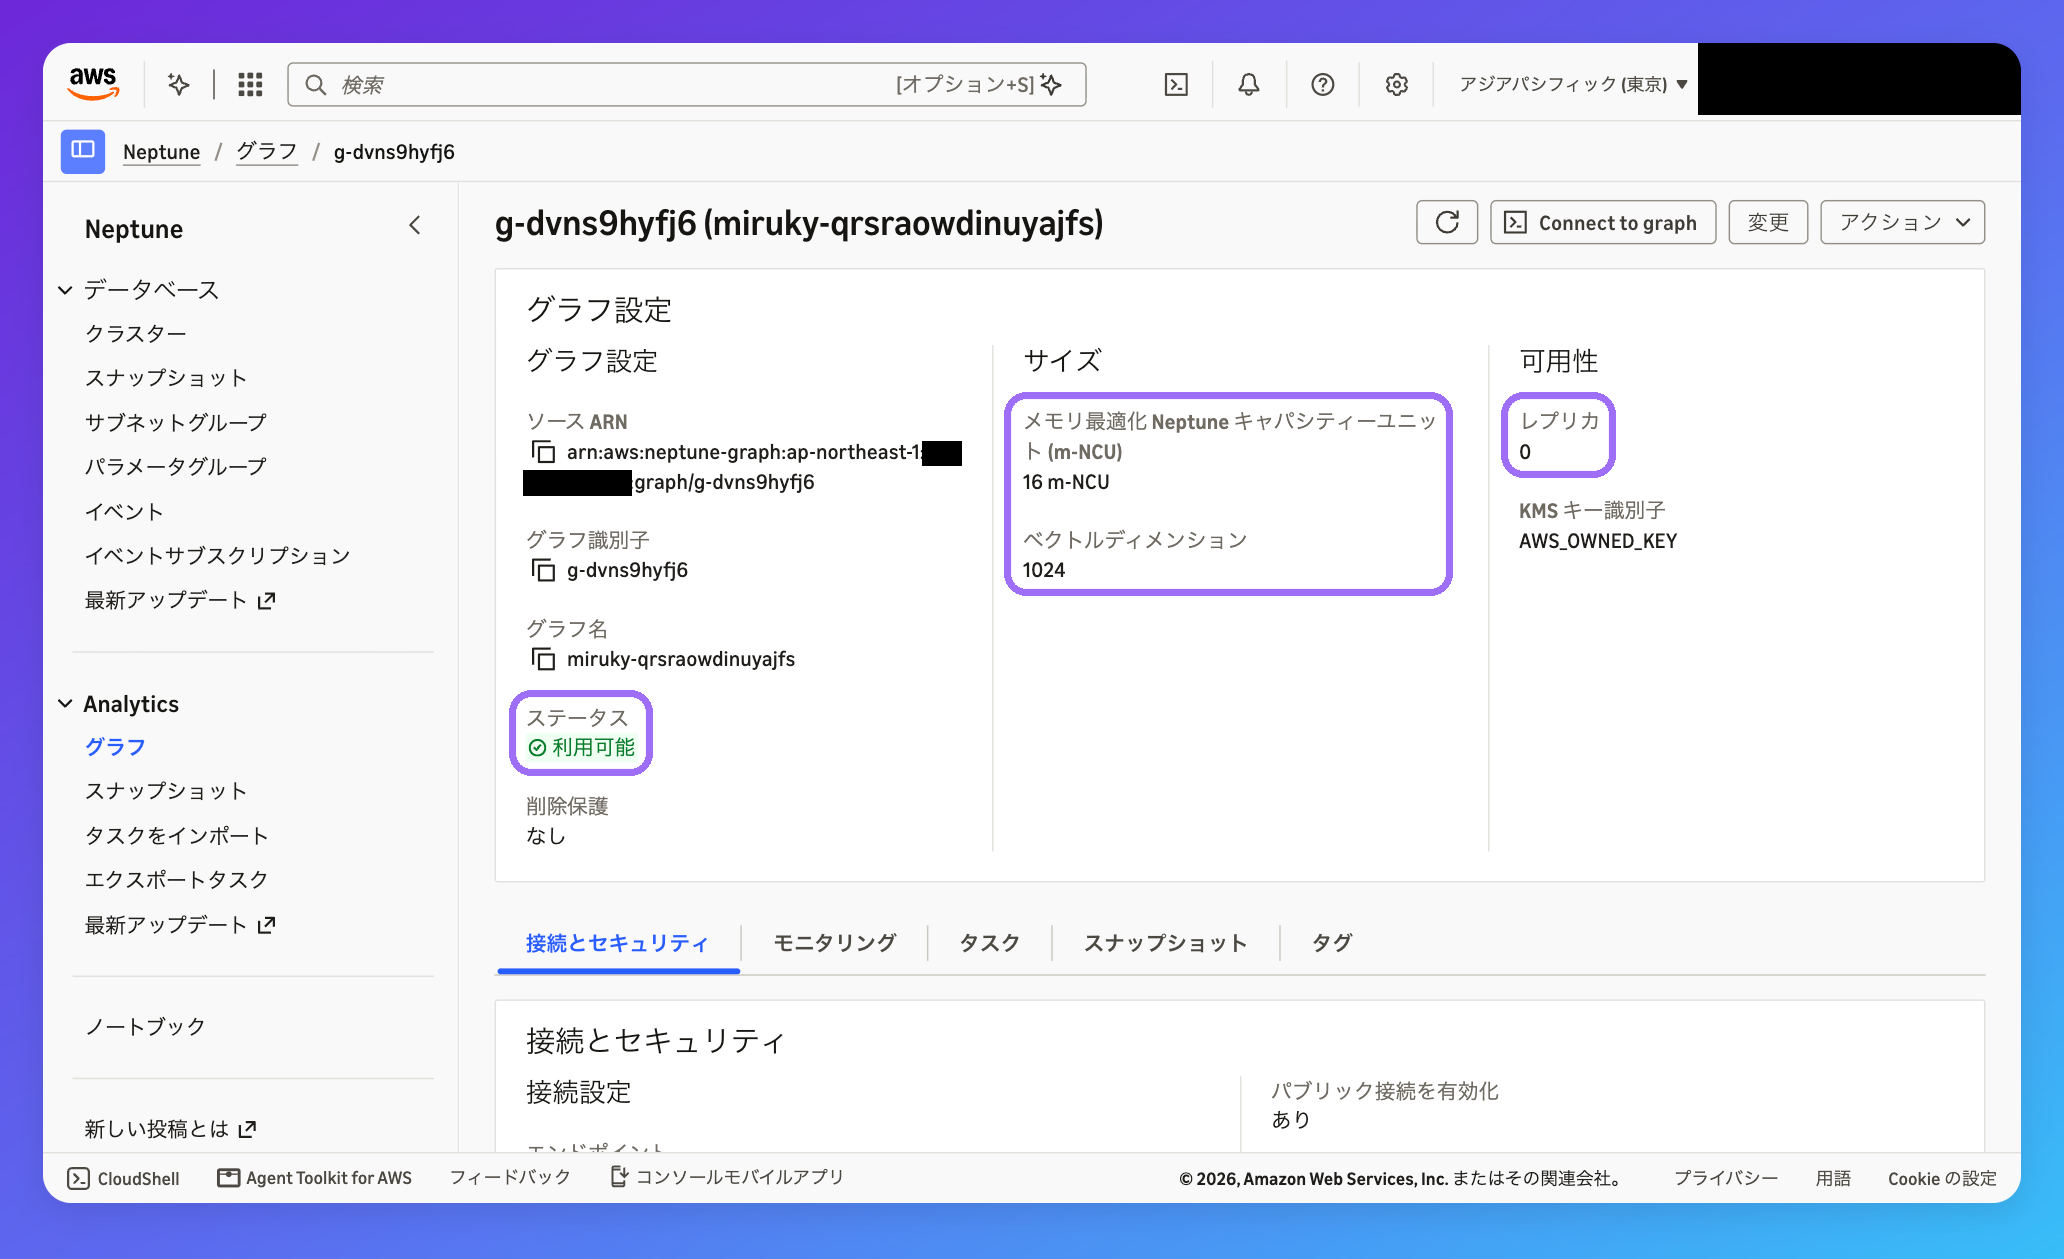 aws
検索
[オプション+S]
アジアパシフィック (東京) ▼
Neptune / グラフ / g-dvns9hyfj6
Neptune
データベース
クラスター
スナップショット
サブネットグループ
パラメータグループ
イベント
イベントサブスクリプション
最新アップデート
Analytics
グラフ
スナップショット
タスクをインポート
エクスポートタスク
最新アップデート
ノートブック
新しい投稿とは
g-dvns9hyfj6 (miruky-qrsraowdinuyajfs)
Connect to graph
変更
アクション
グラフ設定
グラフ設定
ソース ARN
arn:aws:neptune-graph:ap-northeast-1:
:graph/g-dvns9hyfj6
グラフ識別子
g-dvns9hyfj6
グラフ名
miruky-qrsraowdinuyajfs
ステータス
利用可能
削除保護
なし
サイズ
メモリ最適化 Neptune キャパシティーユニッ
ト (m-NCU)
16 m-NCU
ベクトルディメンション
1024
可用性
レプリカ
0
KMS キー識別子
AWS_OWNED_KEY
接続とセキュリティ
モニタリング
タスク
スナップショット
タグ
接続とセキュリティ
接続設定
エンドポイント
パブリック接続を有効化
あり
CloudShell
Agent Toolkit for AWS
フィードバック
コンソールモバイルアプリ
© 2026, Amazon Web Services, Inc. またはその関連会社。
プライバシー
用語
Cookie の設定